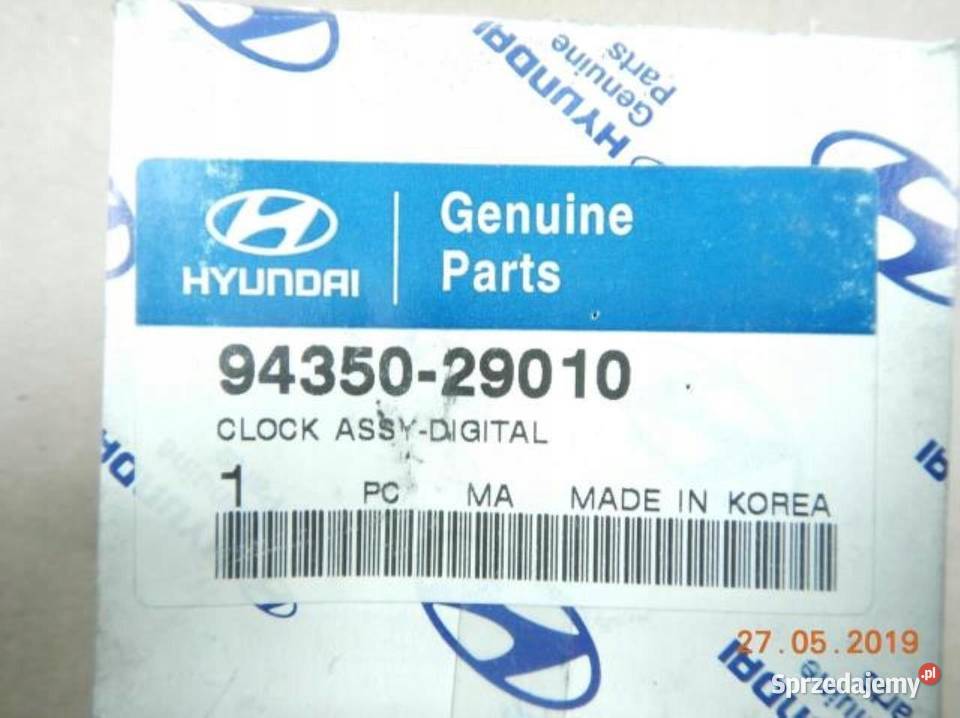 HYUNDAI
Genuine
Parts
HYUNDAI
Genuine
Parts
94350-29010
CLOCK ASSY-DIGITAL
1 PC MA MADE IN KOREA
27.05.2019
Sprzedajemy.pl